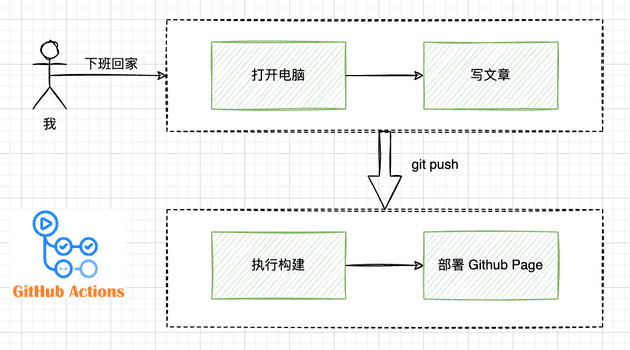 下班回家
打开电脑
写文章
我
git push
执行构建
部署 Github Page
GitHub Actions